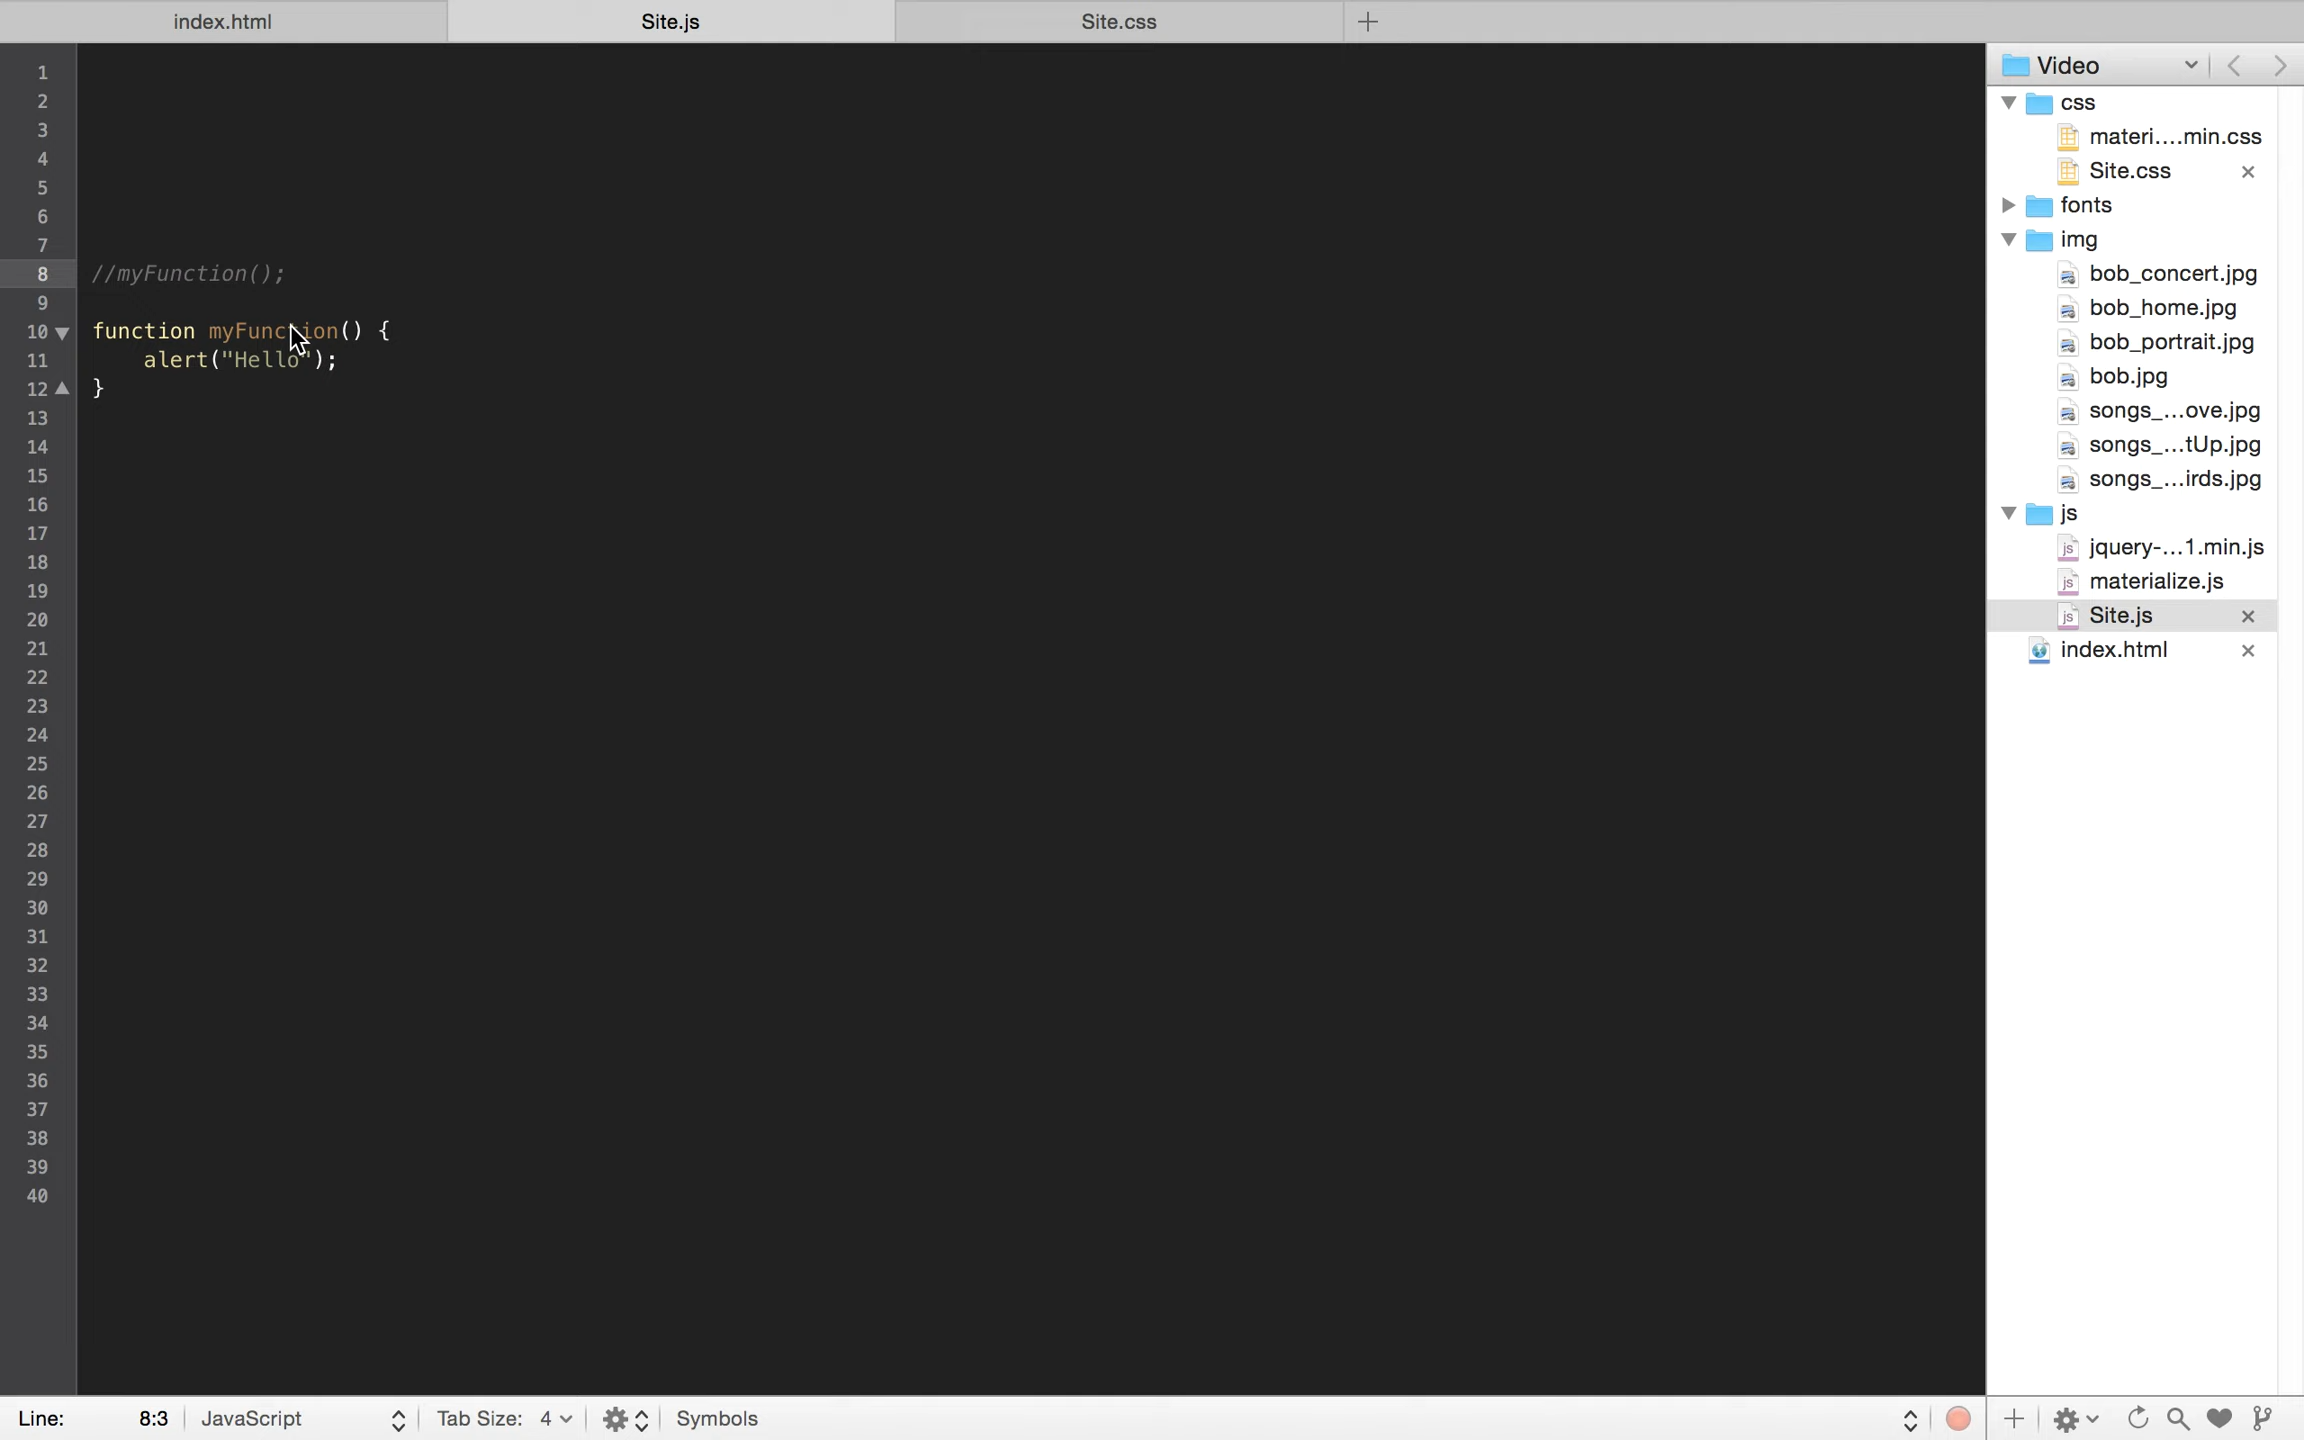 index.html
Site.js
Site.css
1
2
3
4
5
6
7
8 //myFunction();
9
10 function myFunction() {
11 alert("Hello");
12 }
13
14
15
16
17
18
19
20
21
22
23
24
25
26
27
28
29
30
31
32
33
34
35
36
37
38
39
40
Video
css
materi....min.css
Site.css
fonts
img
bob_concert.jpg
bob_home.jpg
bob_portrait.jpg
bob.jpg
songs_...ove.jpg
songs_...tUp.jpg
songs_...irds.jpg
js
jquery-...1.min.js
materialize.js
Site.js
index.html
Line: 8:3 JavaScript Tab Size: 4 Symbols